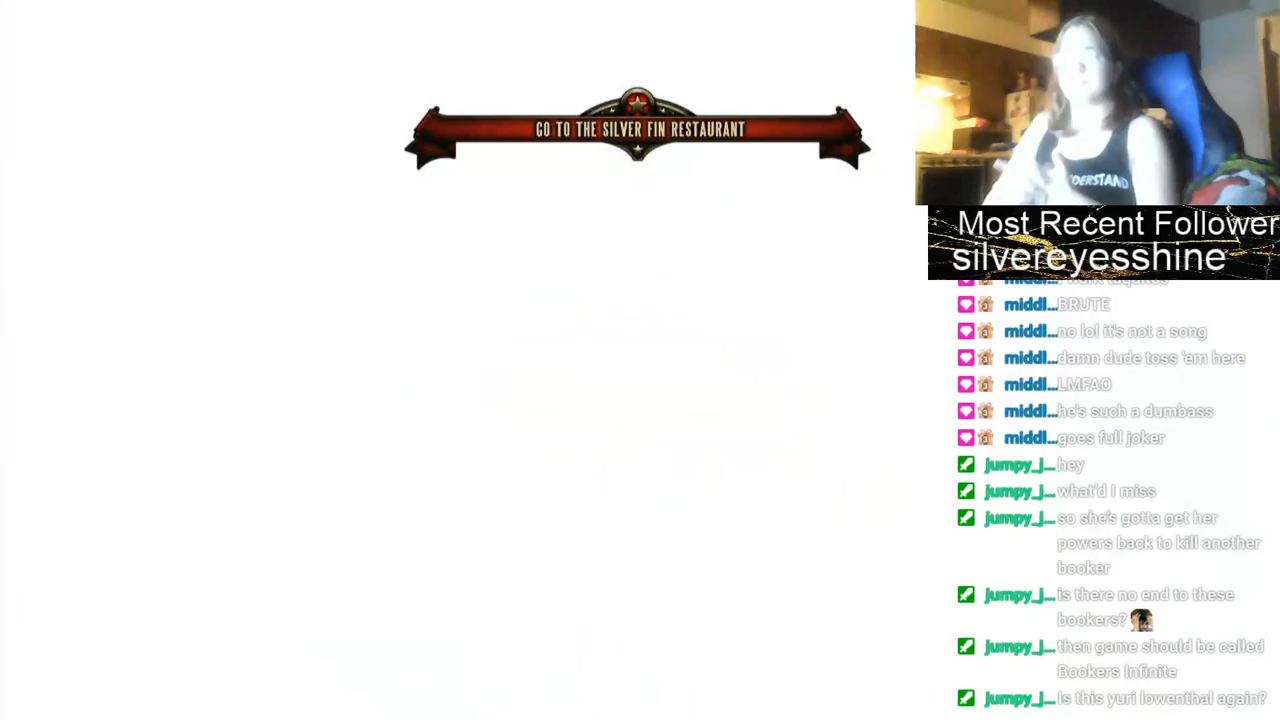 GO TO THE SILVER FIN RESTAURANT
DERSTAND
Most Recent Follower
silvereyesshine
middl...BRUTE
middl...no lol it's not a song
middl...damn dude toss 'em here
middl...LMFAO
middl...he's such a dumbass
middl...goes full joker
jumpy_j...hey
jumpy_j...what'd I miss
jumpy_j...so she's gotta get her
powers back to kill another
booker
jumpy_j...is there no end to these
bookers?
jumpy_j...then game should be called
Bookers Infinite
jumpy_j...Is this yuri lowenthal again?